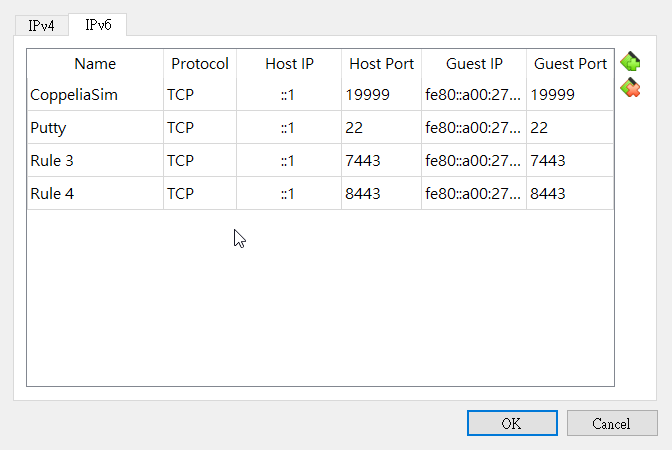 IPv4 IPv6
Name Protocol Host IP Host Port Guest IP Guest Port
CoppeliaSim TCP ::1 19999 fe80::a00:27... 19999
Putty TCP ::1 22 fe80::a00:27... 22
Rule 3 TCP ::1 7443 fe80::a00:27... 7443
Rule 4 TCP ::1 8443 fe80::a00:27... 8443
OK Cancel